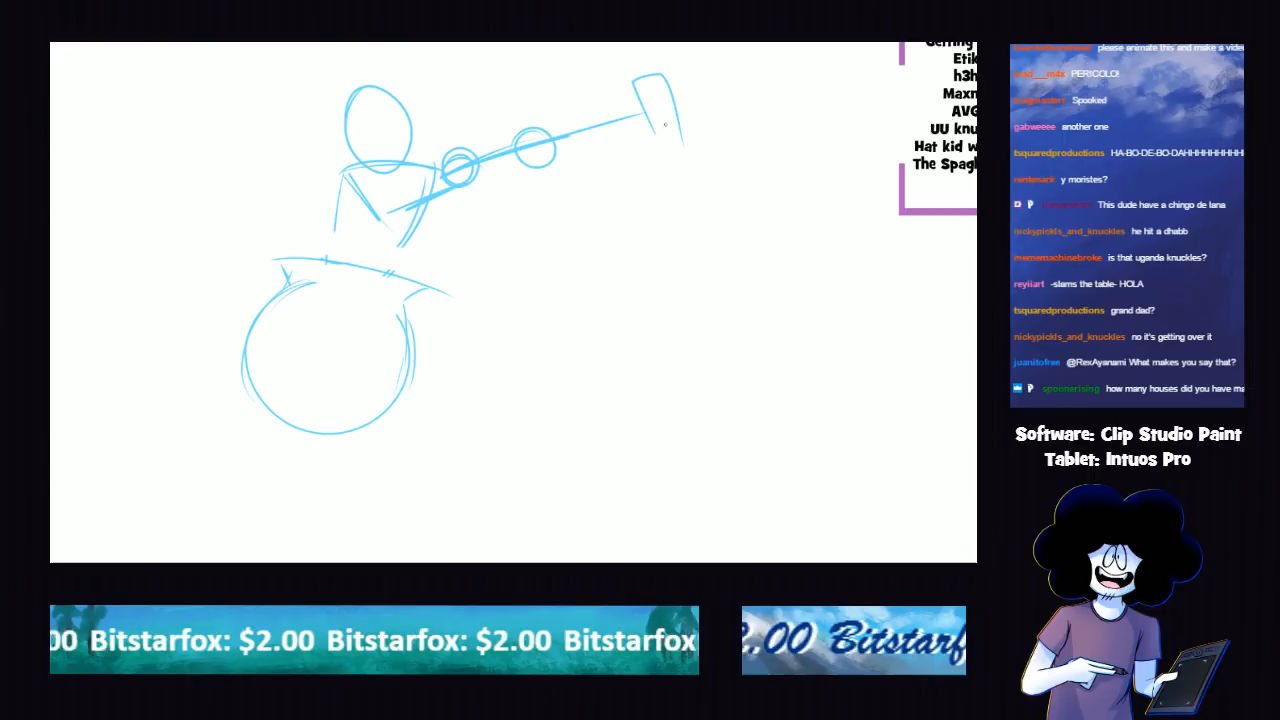 Getting
Etik
h3h
Maxn
AVG
UU knu
Hat kid w
The Spagh
please animate this and make a vide
PERICOLO!
Spooked
gabweeee another one
tsquaredproductions HA-BO-DE-BO-DAHHHHHHHHHH
y moristes?
This dude have a chingo de lana
nickypickls_and_knuckles he hit a dhabb
mememachinebroke is that uganda knuckles?
reyiiart -slams the table- HOLA
tsquaredproductions grand dad?
nickypickls_and_knuckles no it's getting over it
juanitofree @RexAyanami What makes you say that?
spoonerising how many houses did you have ma
Software: Clip Studio Paint
Tablet: Intuos Pro
00 Bitstarfox: $2.00 Bitstarfox: $2.00 Bitstarfox
2.00 Bitstarf